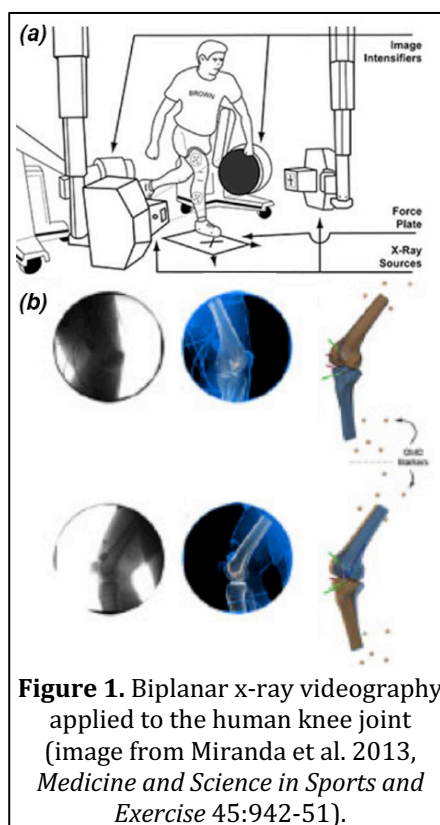 (a)
Image
Intensifiers
BROWN
Force
Plate
X-Ray
Sources
(b)
Markers
Figure 1. Biplanar x-ray videography
applied to the human knee joint
(image from Miranda et al. 2013,
Medicine and Science in Sports and
Exercise 45:942-51).